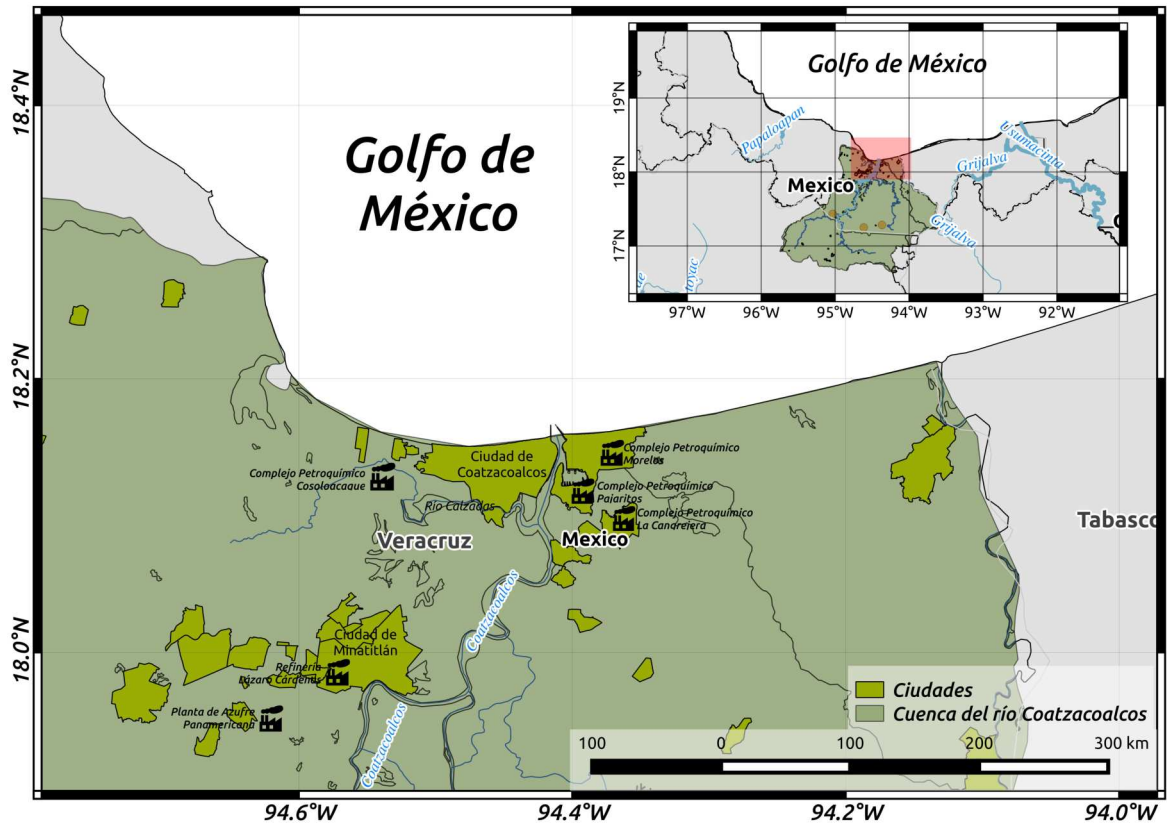 18.4°N
18.2°N
18.0°N
Golfo de
México
Golfo de México
19°N
18°N
17°N
Papaloapan
Usumacinta
Grijalva
Mexico
Grijalva
97°W
96°W
95°W
94°W
93°W
92°W
Ciudad de
Coatzacoalcos
Complejo Petroquímico
Morelos
Complejo Petroquímico
Cosoloacaque
Complejo Petroquímico
Pajaritos
Río Calzadas
Complejo Petroquímico
La Cangrejera
Veracruz
Mexico
Tabasco
Coatzacoalcos
Ciudad de
Minatitlán
Refinería
Lázaro Cárdenas
Planta de Azufre
Panamericana
Coatzacoalcos
Ciudades
Cuenca del río Coatzacoalcos
100
0
100
200
300 km
94.6°W
94.4°W
94.2°W
94.0°W